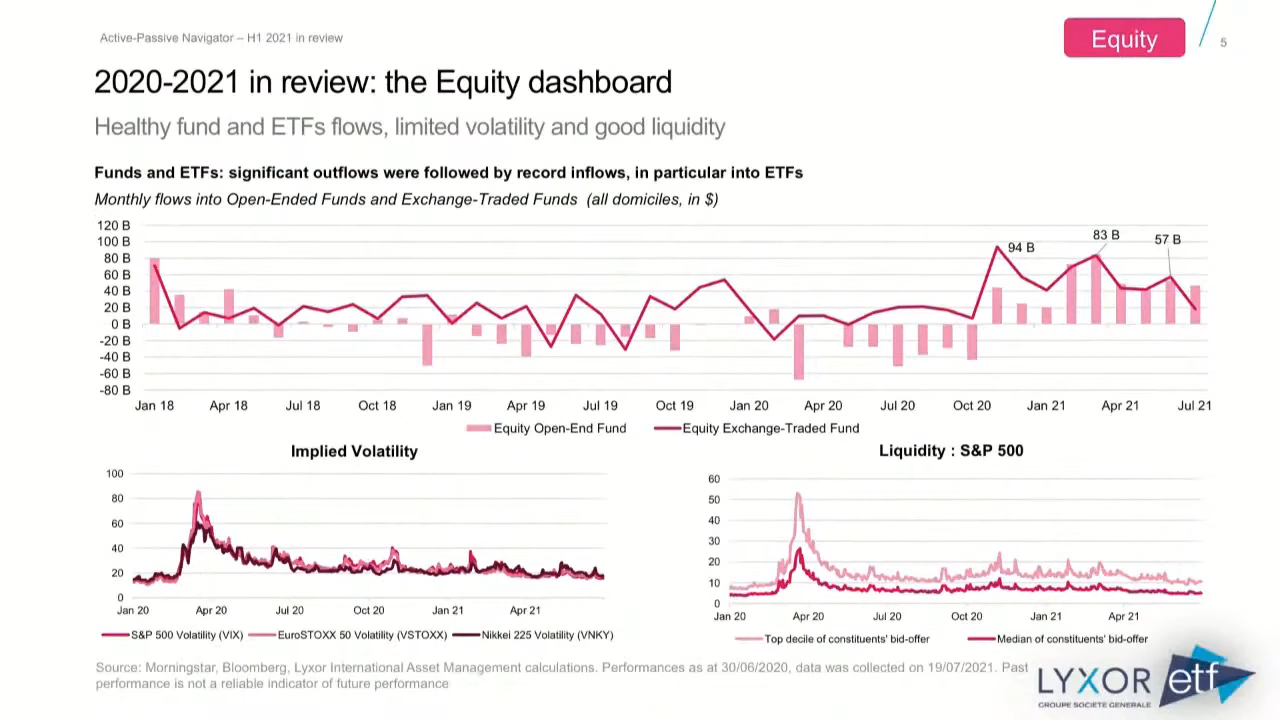 Active-Passive Navigator – H1 2021 in review
Equity
5
2020-2021 in review: the Equity dashboard
Healthy fund and ETFs flows, limited volatility and good liquidity
Funds and ETFs: significant outflows were followed by record inflows, in particular into ETFs
Monthly flows into Open-Ended Funds and Exchange-Traded Funds (all domiciles, in $)
120 B
100 B
80 B
60 B
40 B
20 B
0 B
-20 B
-40 B
-60 B
-80 B
94 B
83 B
57 B
Jan 18 Apr 18 Jul 18 Oct 18 Jan 19 Apr 19 Jul 19 Oct 19 Jan 20 Apr 20 Jul 20 Oct 20 Jan 21 Apr 21 Jul 21
Equity Open-End Fund Equity Exchange-Traded Fund
Implied Volatility
100
80
60
40
20
0
Jan 20 Apr 20 Jul 20 Oct 20 Jan 21 Apr 21
S&P 500 Volatility (VIX) EuroSTOXX 50 Volatility (VSTOXX) Nikkei 225 Volatility (VNKY)
Liquidity : S&P 500
60
50
40
30
20
10
0
Jan 20 Apr 20 Jul 20 Oct 20 Jan 21 Apr 21
Top decile of constituents' bid-offer Median of constituents' bid-offer
Source: Morningstar, Bloomberg, Lyxor International Asset Management calculations. Performances as at 30/06/2020, data was collected on 19/07/2021. Past
performance is not a reliable indicator of future performance
LYXOR etf
GROUPE SOCIETE GENERALE